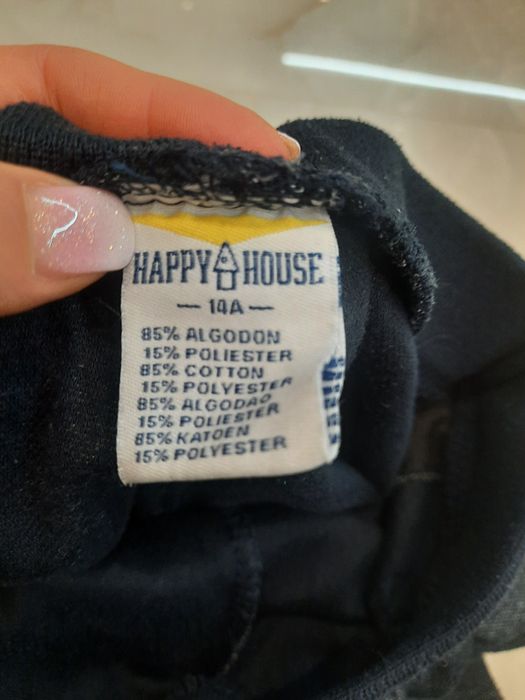 HAPPY HOUSE
— 14A —
85% ALGODON
15% POLIESTER
85% COTTON
15% POLYESTER
85% ALGODAO
15% POLIESTER
85% KATOEN
15% POLYESTER